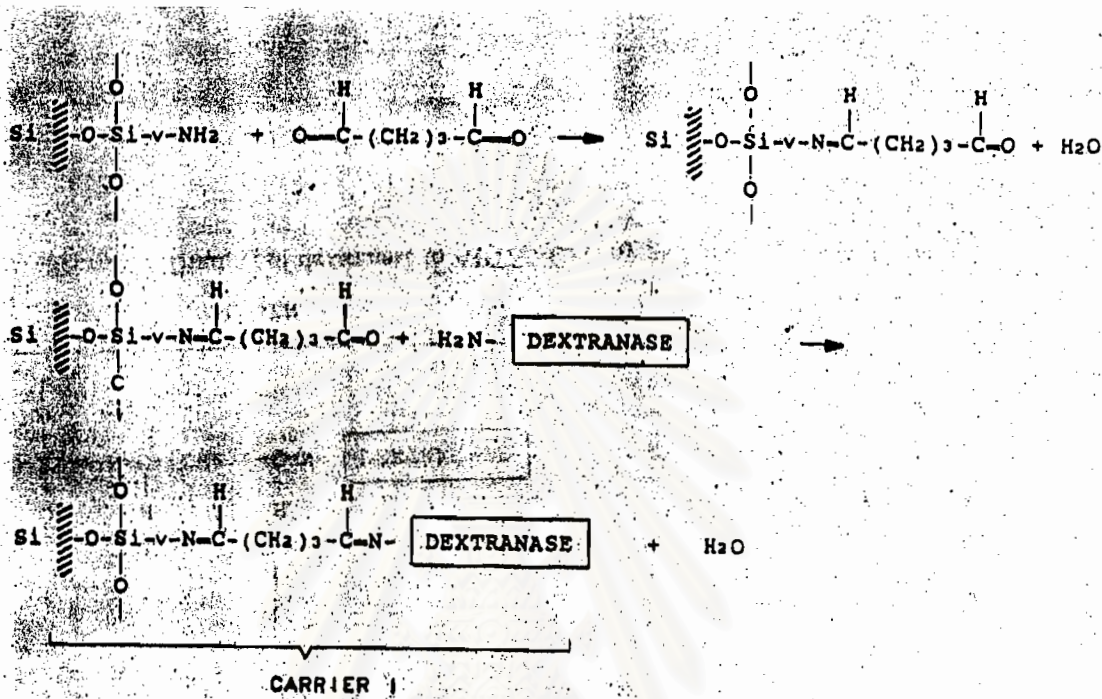 H H H H
Si -O-Si-v-NH2 + O=C-(CH2)3-C=O → Si -O-Si-v-N=C-(CH2)3-C=O + H2O
O O
O H H
Si -O-Si-v-N=C-(CH2)3-C=O + H2N- DEXTRANASE →
C
O H H
Si -O-Si-v-N=C-(CH2)3-C=N- DEXTRANASE + H2O
O
CARRIER I